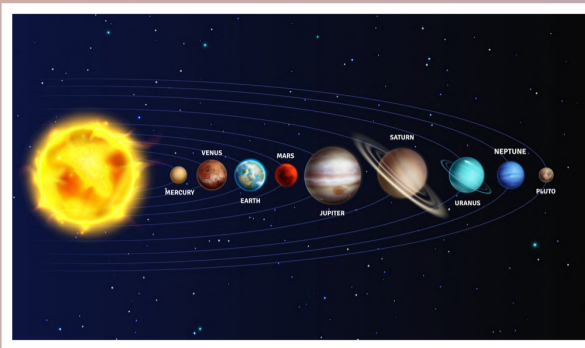 MERCURY
VENUS
EARTH
MARS
JUPITER
SATURN
URANUS
NEPTUNE
PLUTO